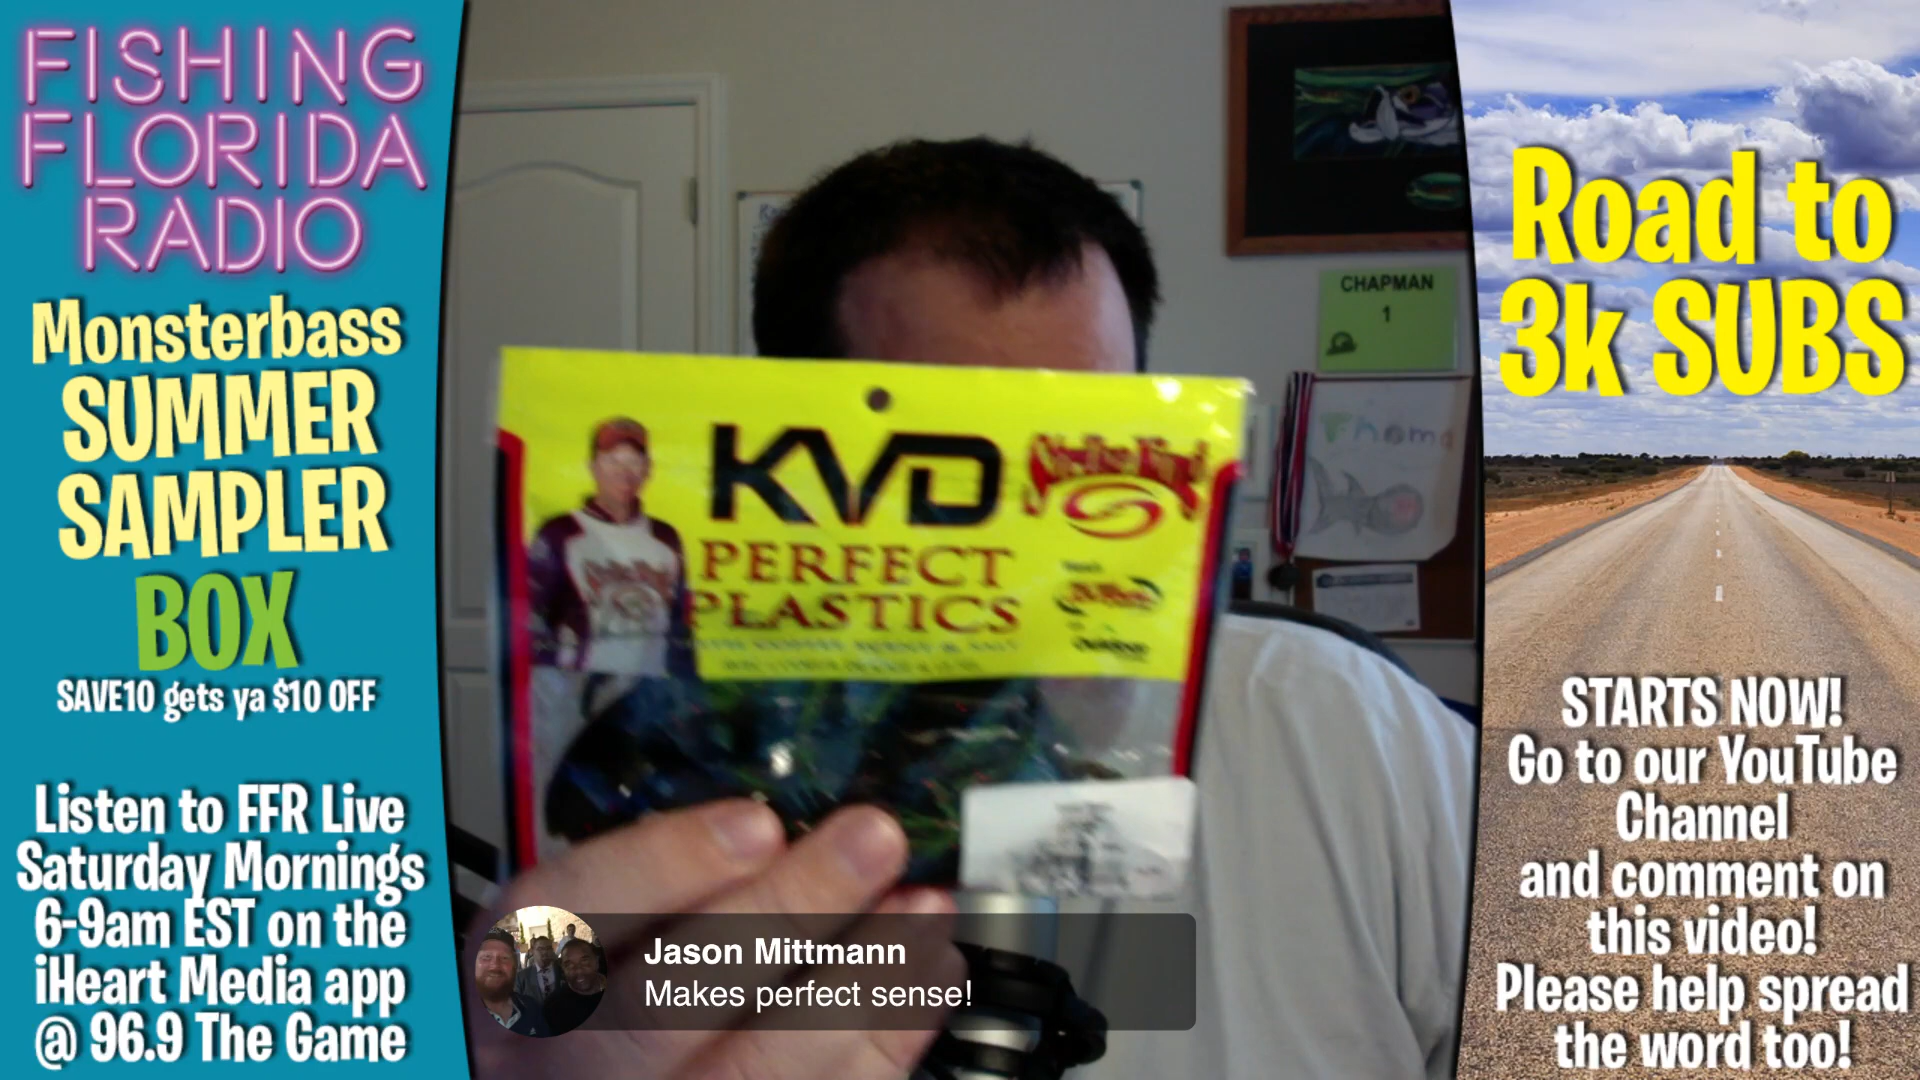 FISHING
FLORIDA
RADIO
Monsterbass
SUMMER
SAMPLER
BOX
SAVE10 gets ya $10 OFF
Listen to FFR Live
Saturday Mornings
6-9am EST on the
iHeart Media app
@ 96.9 The Game
CHAPMAN
1
KVD
Strike King
PERFECT
PLASTICS
Jason Mittmann
Makes perfect sense!
Road to
3k SUBS
STARTS NOW!
Go to our YouTube
Channel
and comment on
this video!
Please help spread
the word too!